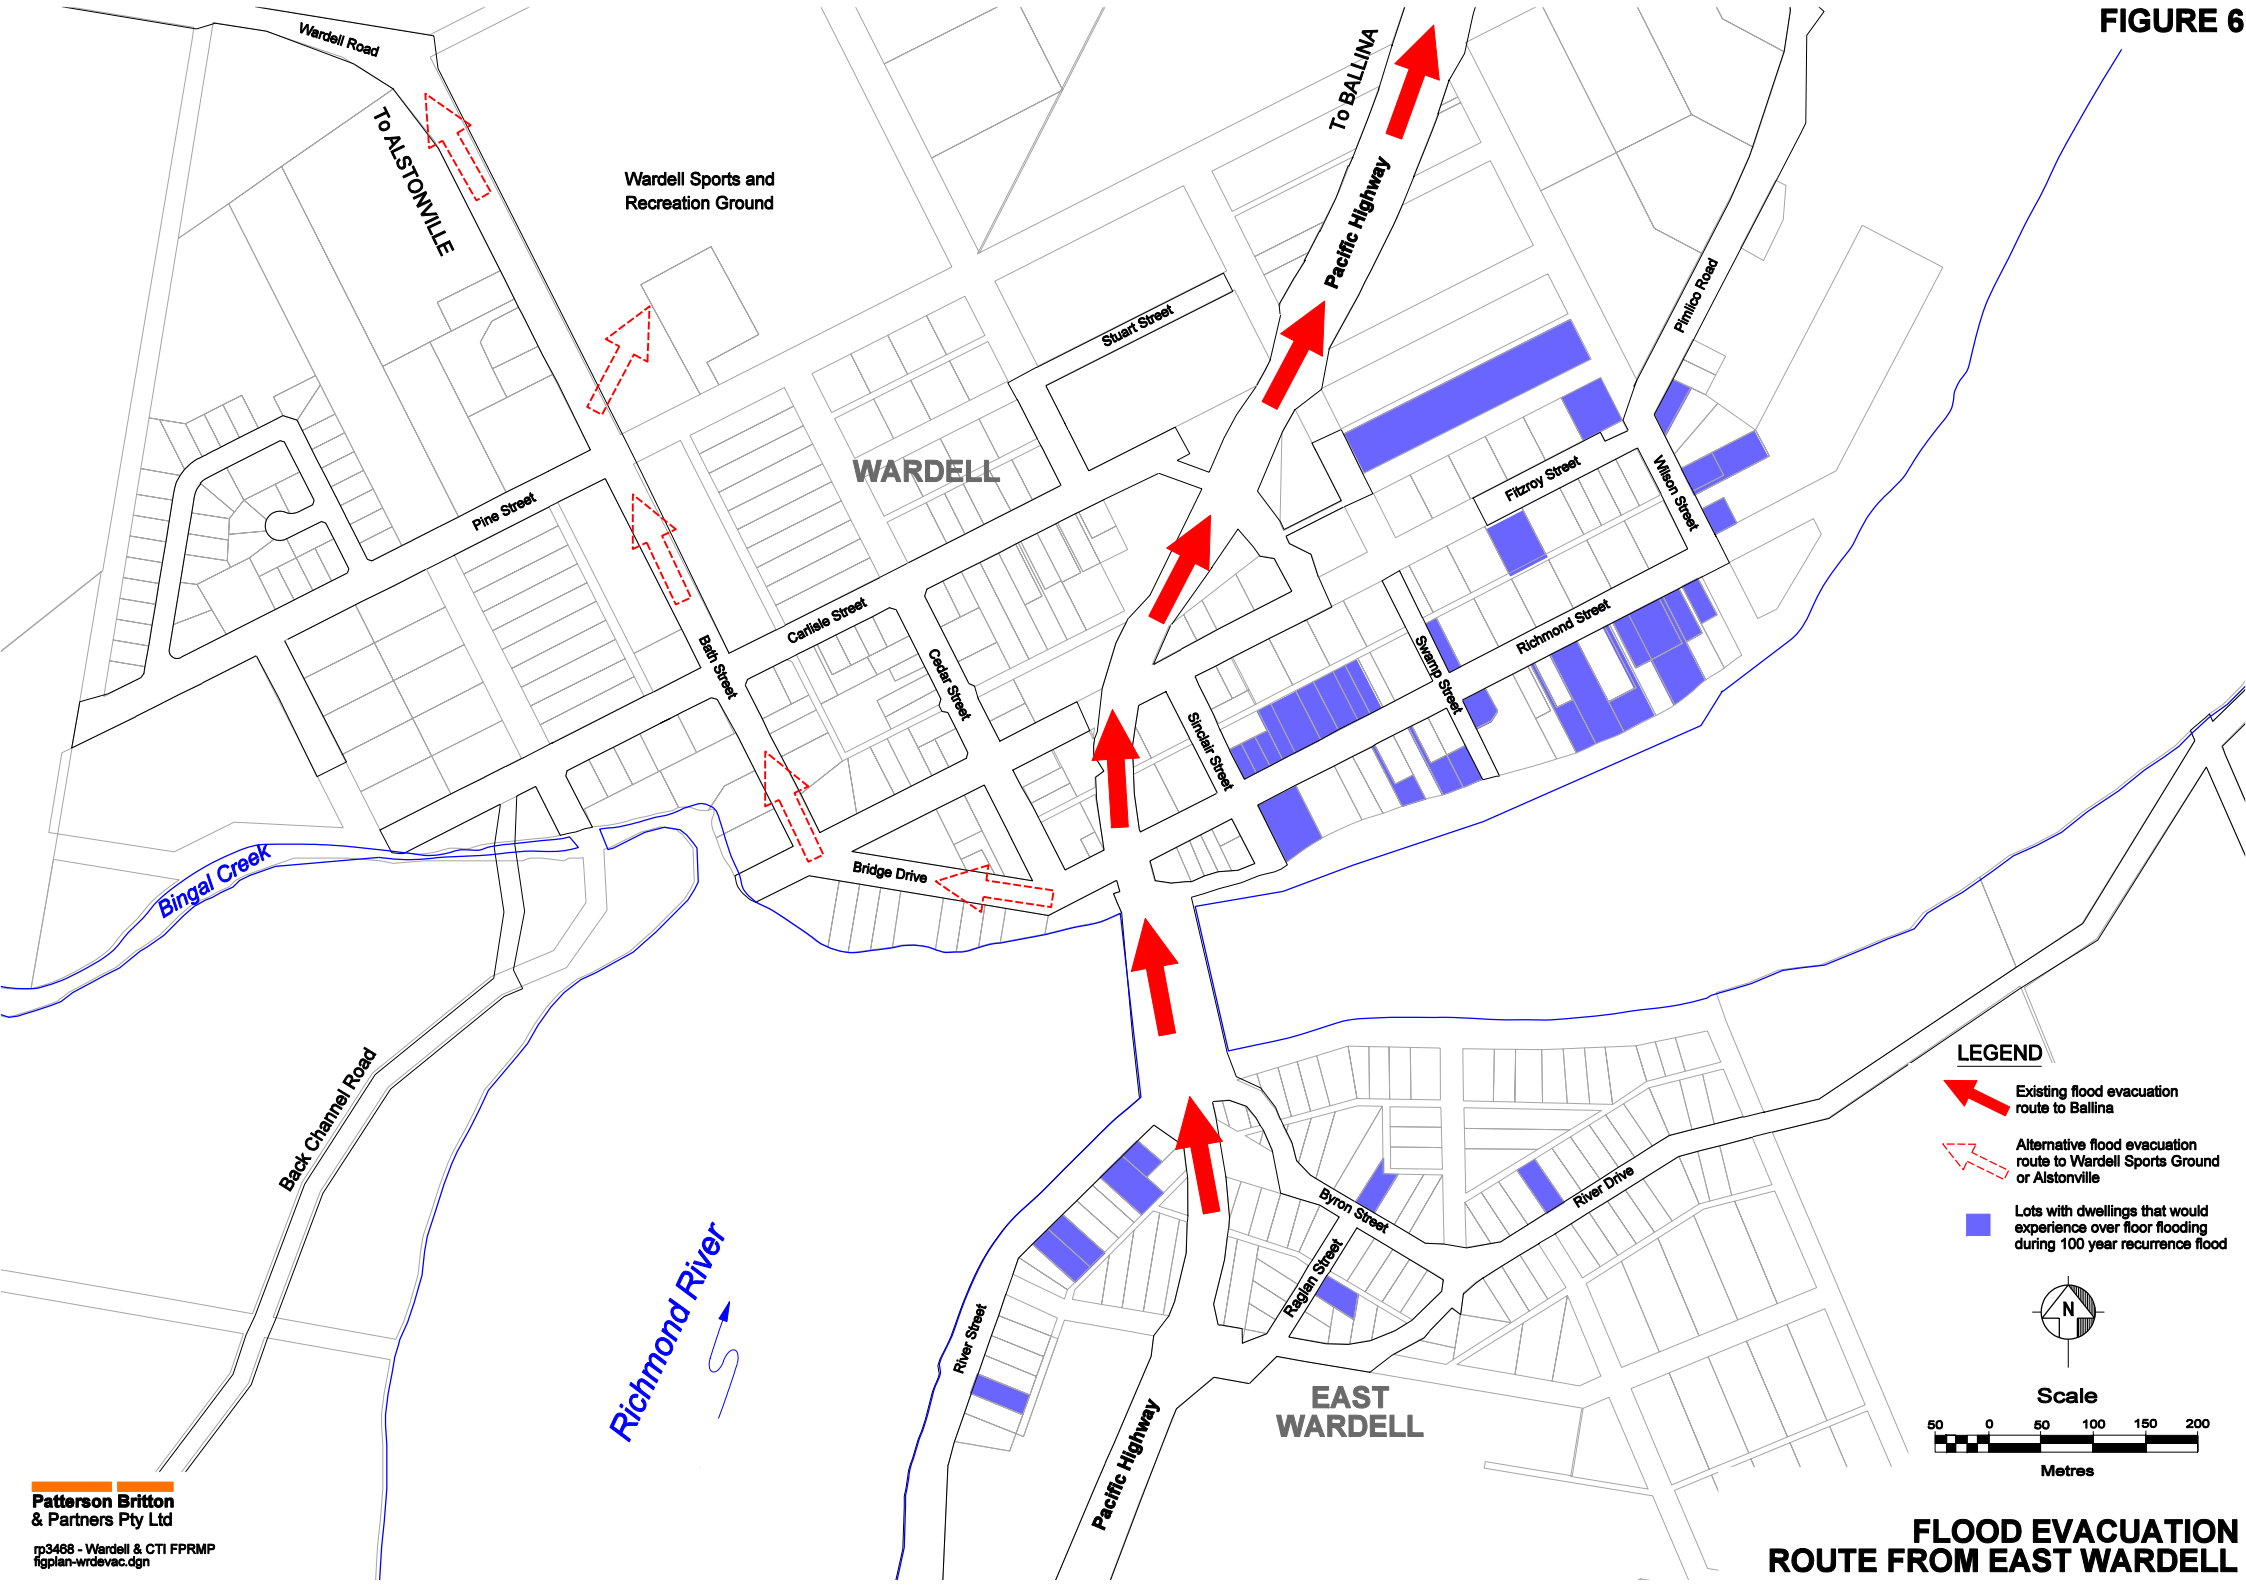 FIGURE 6
Wardell Road
To ALSTONVILLE
To BALLINA
Wardell Sports and
Recreation Ground
Pacific Highway
Pimlico Road
Stuart Street
WARDELL
Pine Street
Fitzroy Street
Wilson Street
Carlisle Street
Bath Street
Cedar Street
Swamp Street
Richmond Street
Sinclair Street
Bridge Drive
Bingal Creek
Back Channel Road
Richmond River
River Street
Byron Street
Raglan Street
River Drive
Pacific Highway
EAST
WARDELL
LEGEND
Existing flood evacuation
route to Ballina
Alternative flood evacuation
route to Wardell Sports Ground
or Alstonville
Lots with dwellings that would
experience over floor flooding
during 100 year recurrence flood
N
Scale
50 0 50 100 150 200
Metres
Patterson Britton
& Partners Pty Ltd
rp3468 - Wardell & CTI FPRMP
figplan-wrdevac.dgn
FLOOD EVACUATION
ROUTE FROM EAST WARDELL